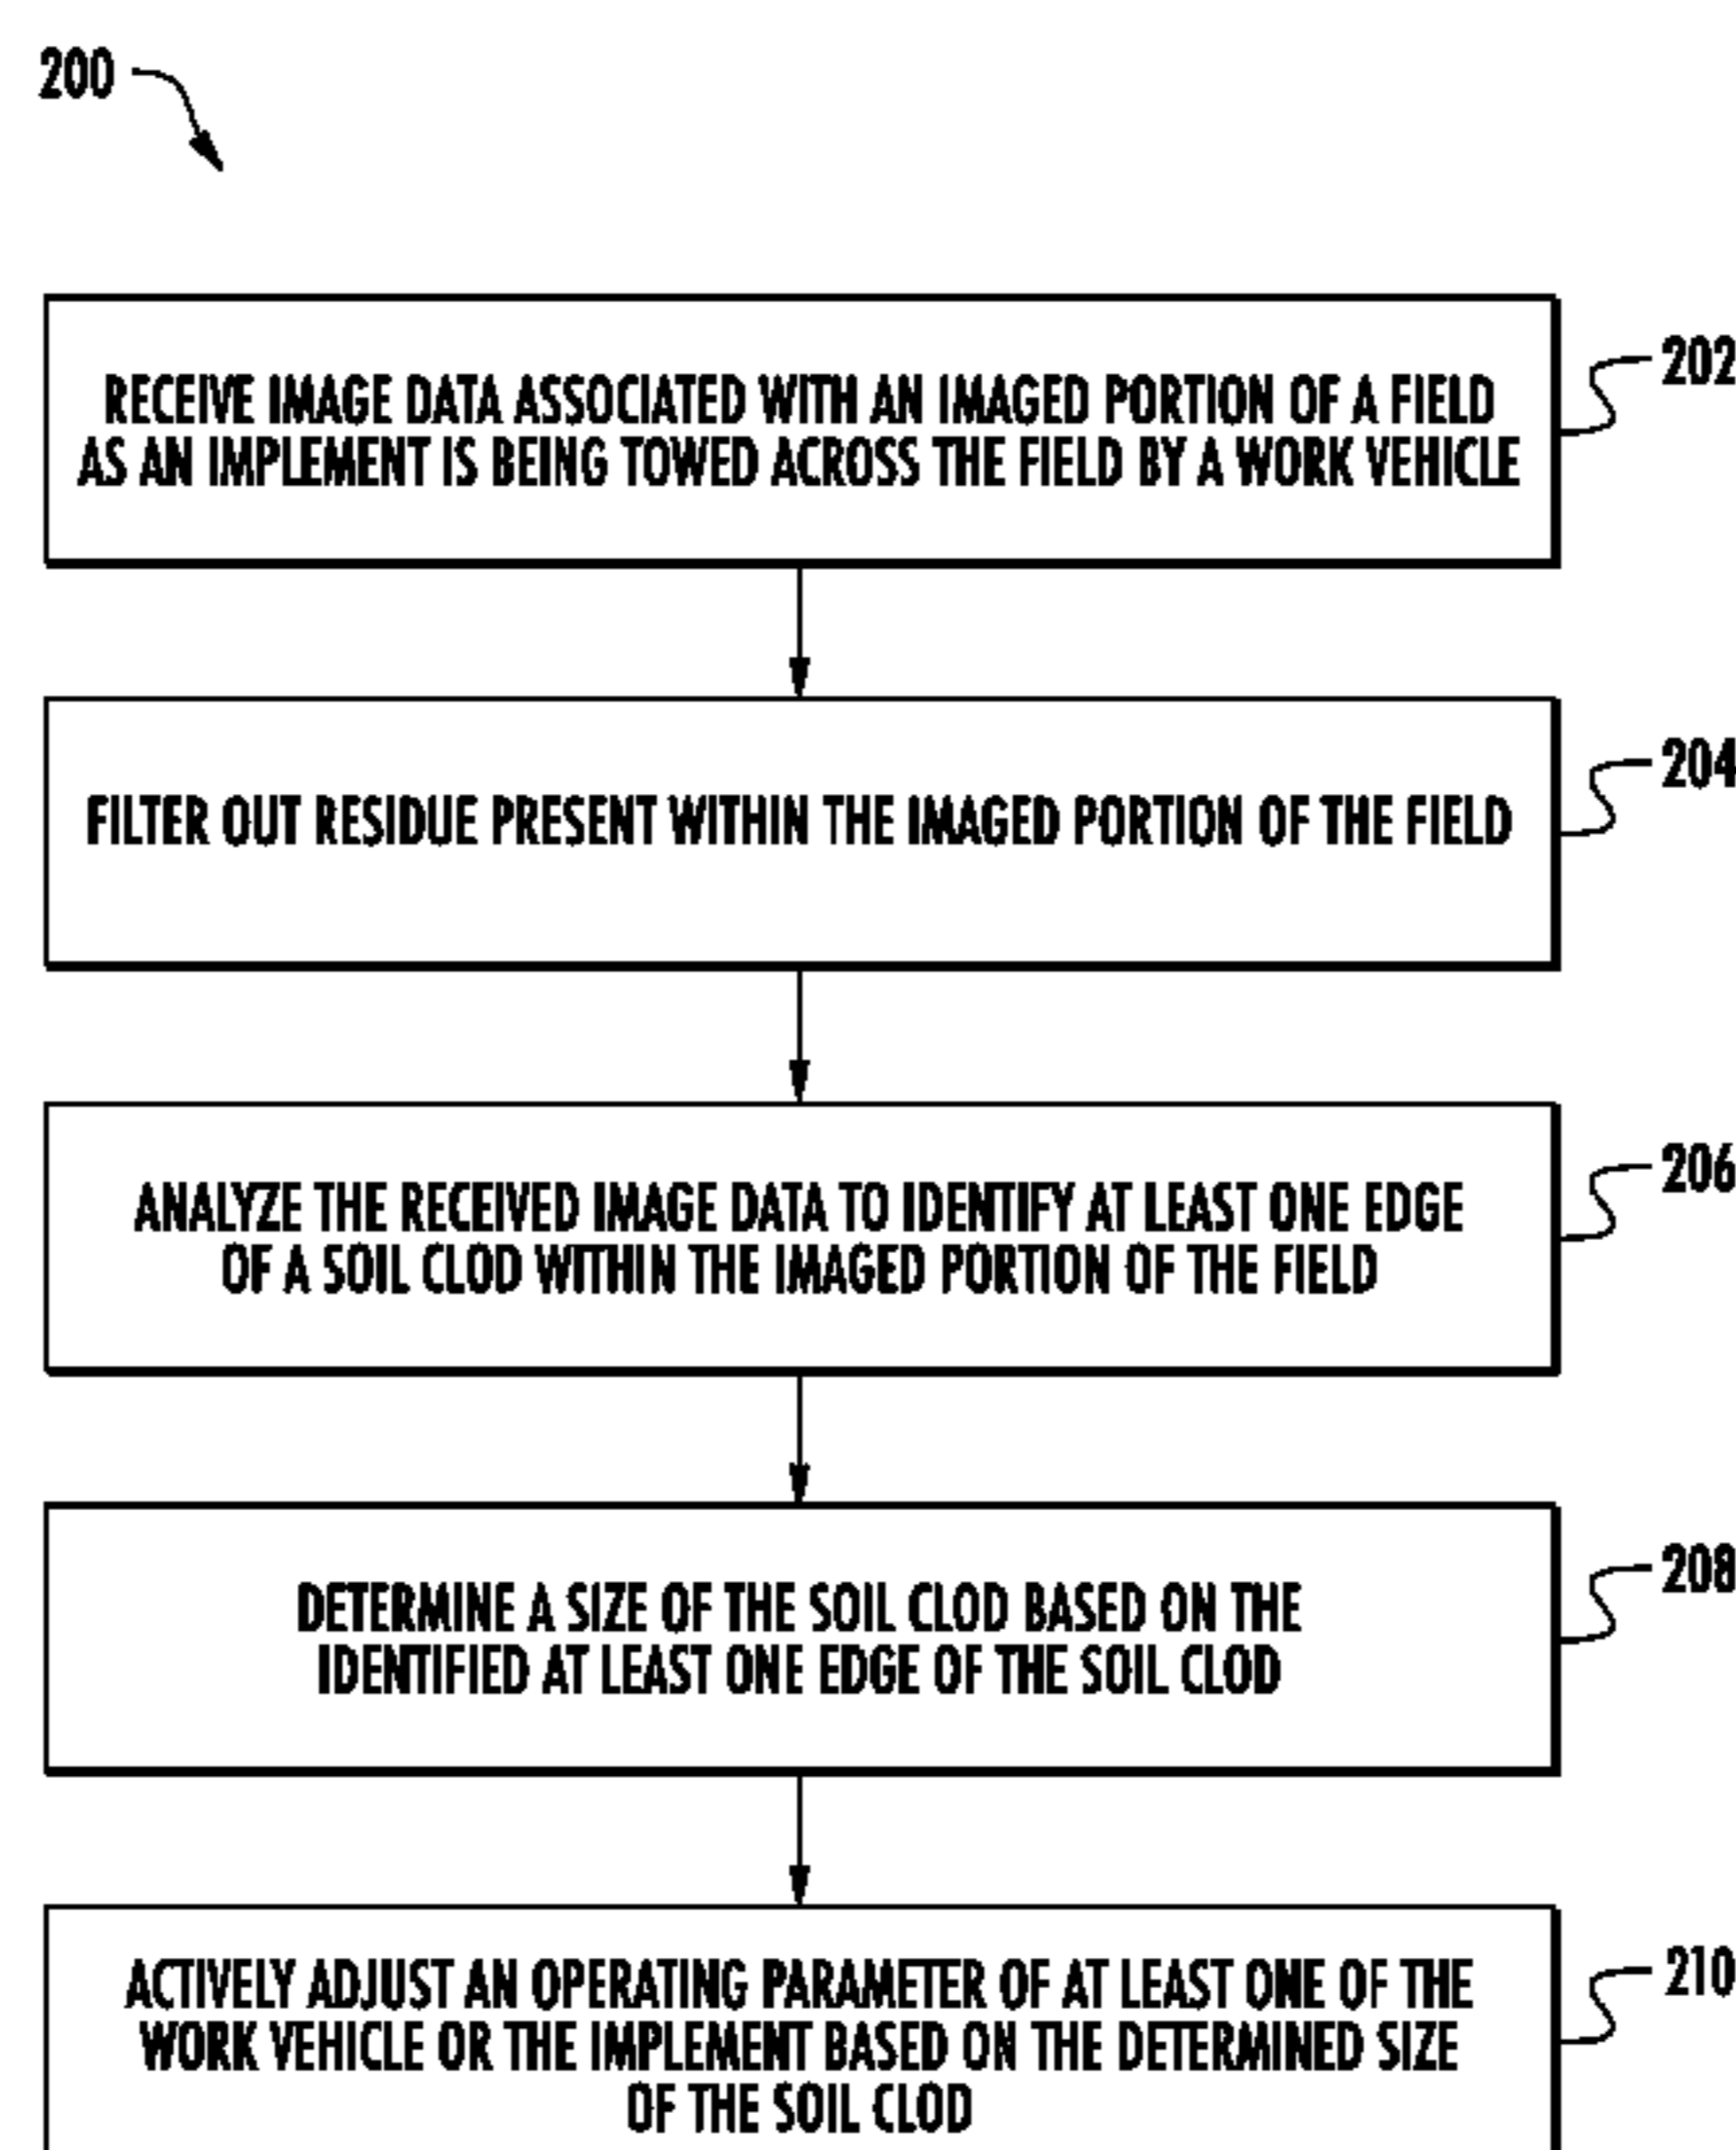 200
RECEIVE IMAGE DATA ASSOCIATED WITH AN IMAGED PORTION OF A FIELD
AS AN IMPLEMENT IS BEING TOWED ACROSS THE FIELD BY A WORK VEHICLE
202
FILTER OUT RESIDUE PRESENT WITHIN THE IMAGED PORTION OF THE FIELD
204
ANALYZE THE RECEIVED IMAGE DATA TO IDENTIFY AT LEAST ONE EDGE
OF A SOIL CLOD WITHIN THE IMAGED PORTION OF THE FIELD
206
DETERMINE A SIZE OF THE SOIL CLOD BASED ON THE
IDENTIFIED AT LEAST ONE EDGE OF THE SOIL CLOD
208
ACTIVELY ADJUST AN OPERATING PARAMETER OF AT LEAST ONE OF THE
WORK VEHICLE OR THE IMPLEMENT BASED ON THE DETERMINED SIZE
OF THE SOIL CLOD
210